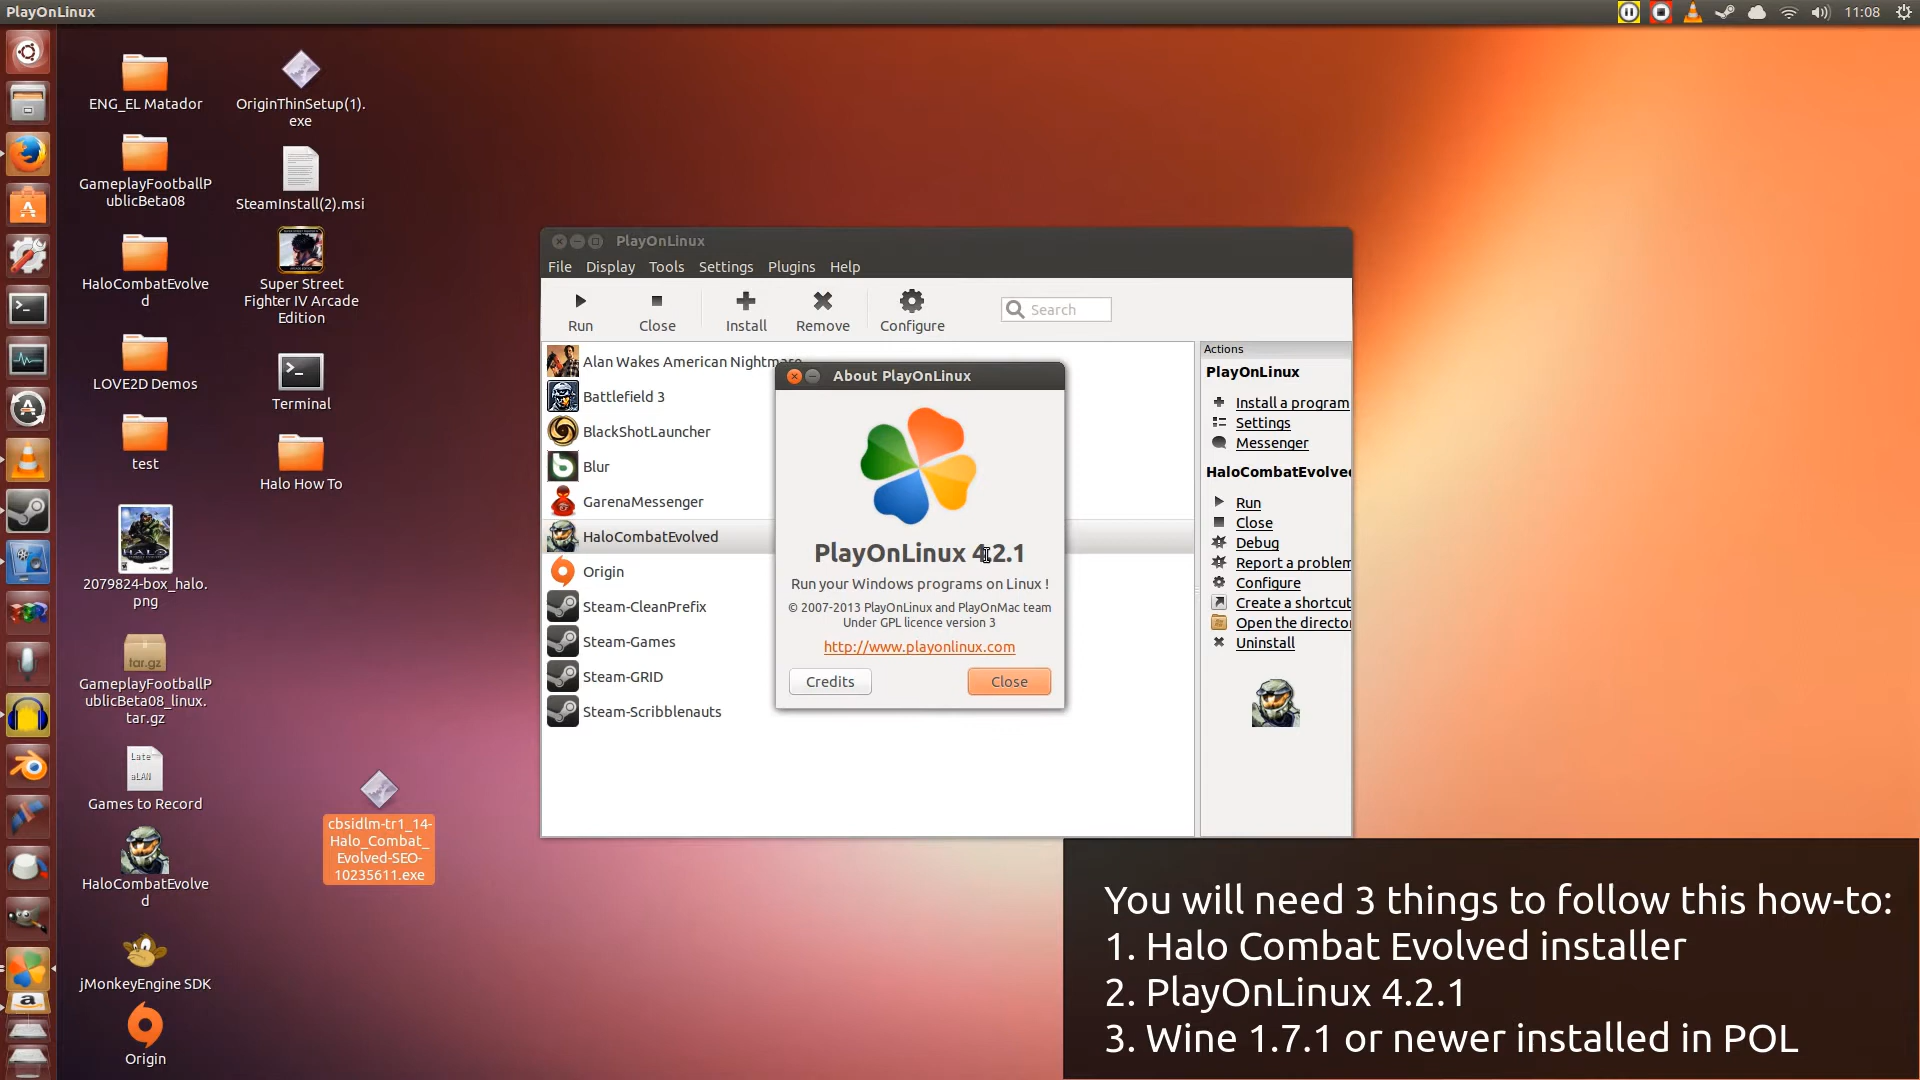 PlayOnLinux
11:08
ENG_EL Matador
OriginThinSetup(1).
exe
GameplayFootballP
ublicBeta08
SteamInstall(2).msi
HaloCombatEvolve
d
Super Street
Fighter IV Arcade
Edition
LOVE2D Demos
Terminal
test
Halo How To
2079824-box_halo.
png
tar.gz
GameplayFootballP
ublicBeta08_linux.
tar.gz
Late
aLAN
Games to Record
cbsidlm-tr1_14-
Halo_Combat_
Evolved-SEO-
10235611.exe
HaloCombatEvolve
d
jMonkeyEngine SDK
Origin
PlayOnLinux
File Display Tools Settings Plugins Help
Run Close Install Remove Configure Search
Alan Wakes American Nightmare
Battlefield 3
BlackShotLauncher
Blur
GarenaMessenger
HaloCombatEvolved
Origin
Steam-CleanPrefix
Steam-Games
Steam-GRID
Steam-Scribblenauts
About PlayOnLinux
PlayOnLinux 4.2.1
Run your Windows programs on Linux !
© 2007-2013 PlayOnLinux and PlayOnMac team
Under GPL licence version 3
http://www.playonlinux.com
Credits Close
Actions
PlayOnLinux
Install a program
Settings
Messenger
HaloCombatEvolved
Run
Close
Debug
Report a problem
Configure
Create a shortcut
Open the directo
Uninstall
You will need 3 things to follow this how-to:
1. Halo Combat Evolved installer
2. PlayOnLinux 4.2.1
3. Wine 1.7.1 or newer installed in POL